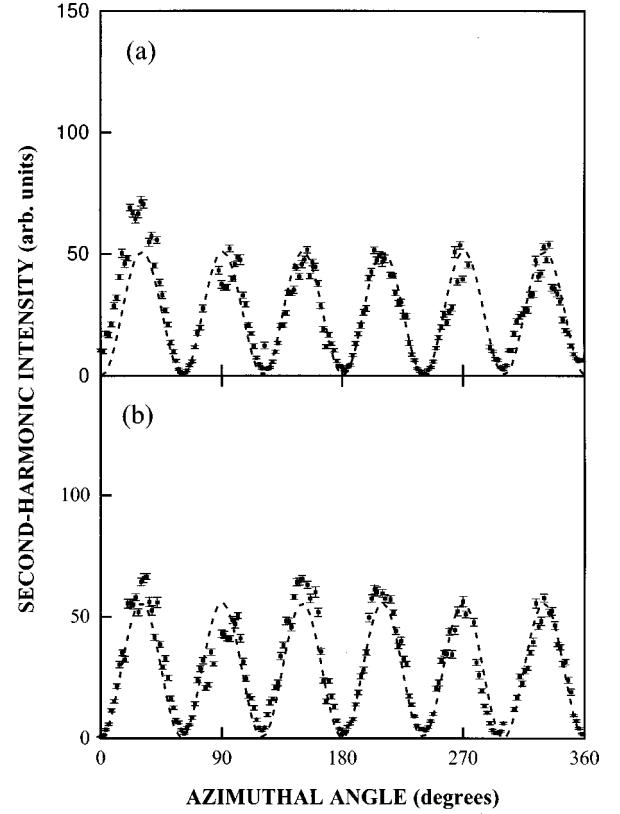 150
(a)
100
50
0
(b)
100
50
0
0 90 180 270 360
SECOND-HARMONIC INTENSITY (arb. units)
AZIMUTHAL ANGLE (degrees)